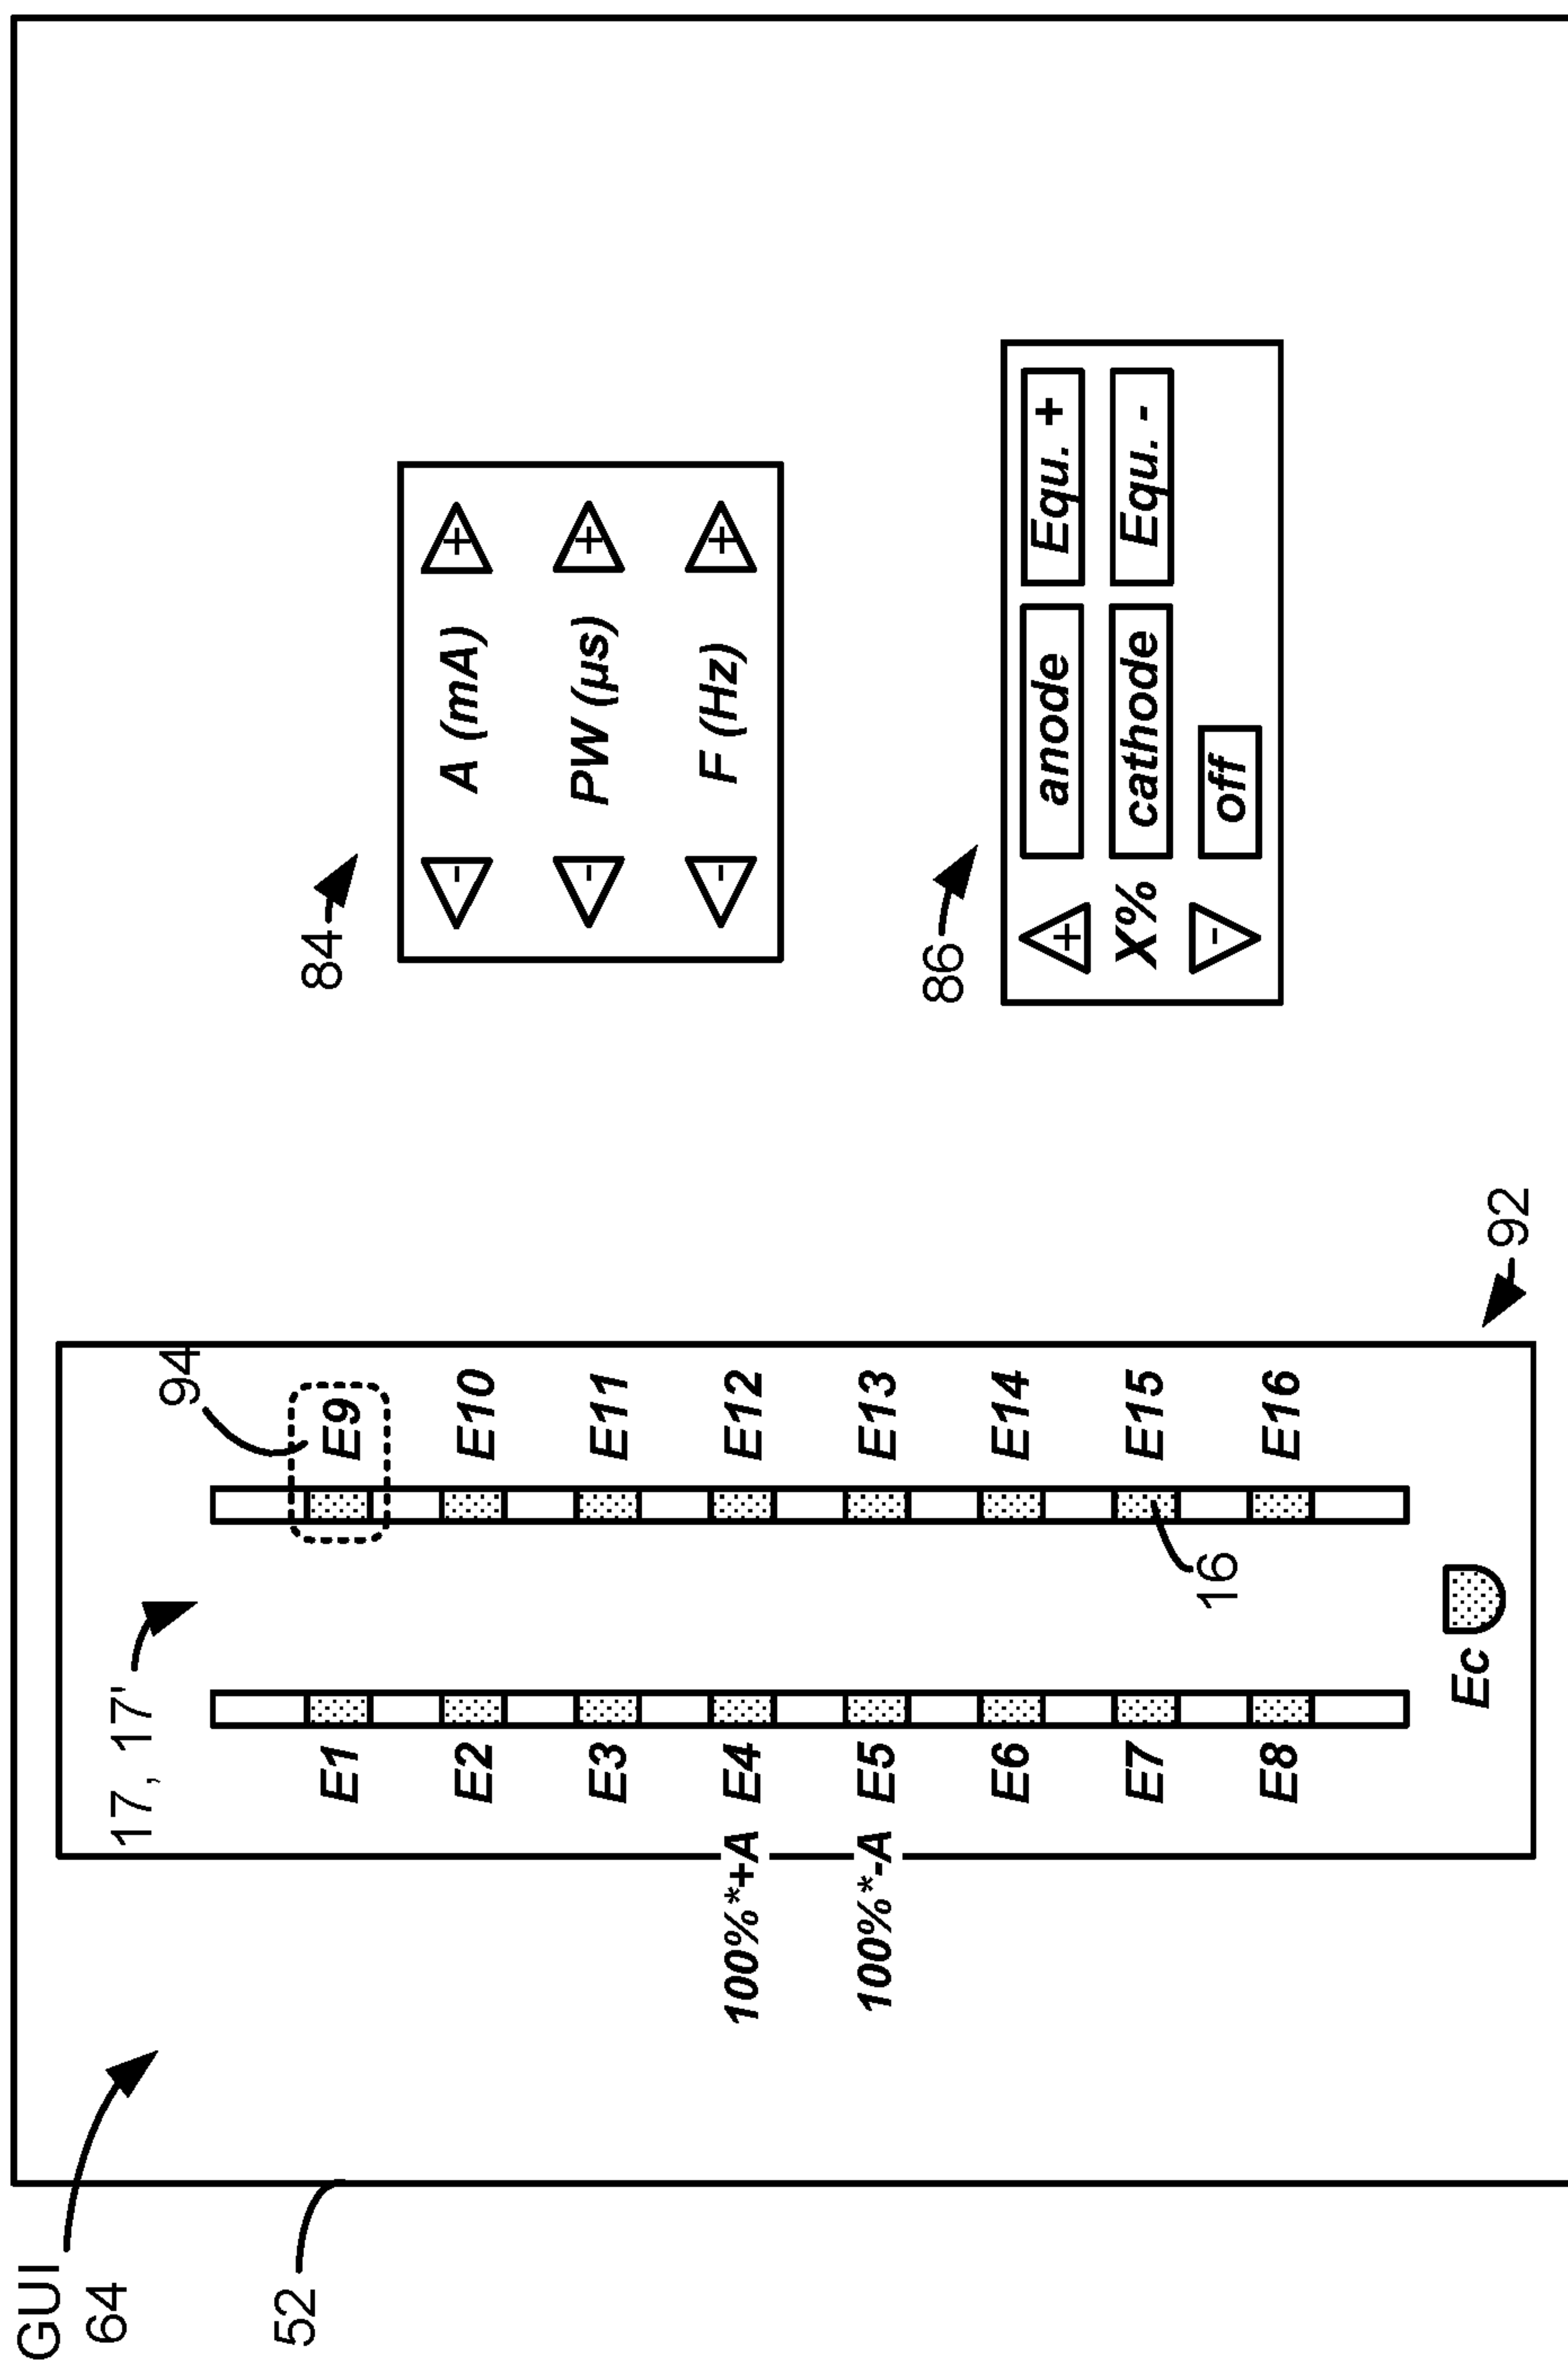 GUI
64
52
17, 17'
94
E1
E9
E2
E10
E3
E11
100%*+A E4
E12
100%*-A E5
E13
E6
E14
E7
E15
E8
E16
16
Ec
92
84
- A (mA) +
- PW (µs) +
- F (Hz) +
86
+ anode Equ. +
X% cathode Equ. -
- off